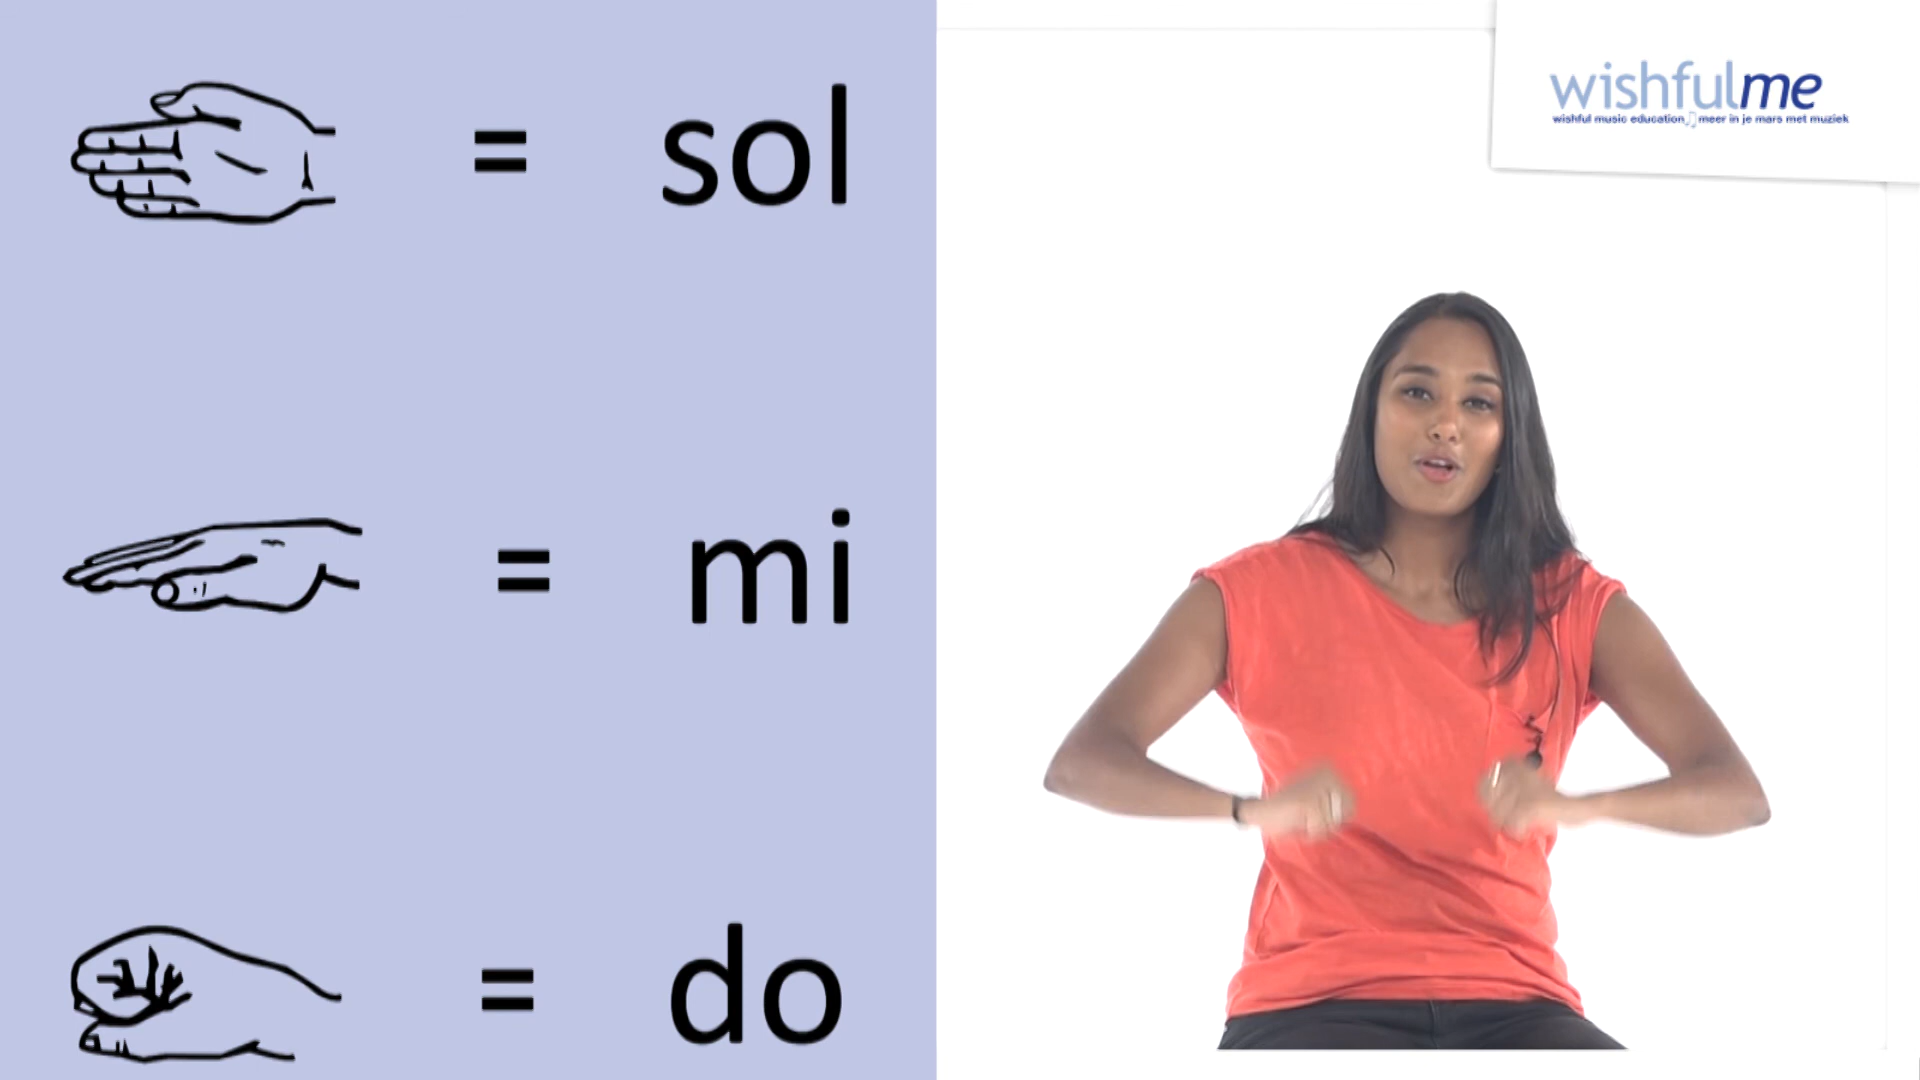 = sol
= mi
= do
wishfulme
wishful music education♫meer in je mars met muziek